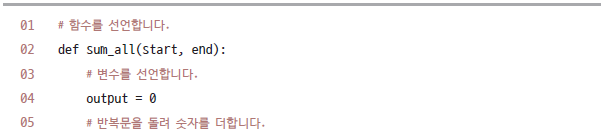 01 # 함수를 선언합니다.
02 def sum_all(start, end):
03     # 변수를 선언합니다.
04     output = 0
05     # 반복문을 돌려 숫자를 더합니다.